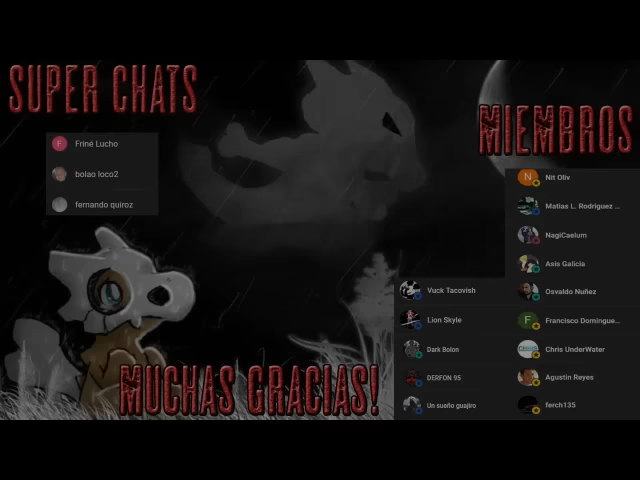 SUPER CHATS
F Friné Lucho
bolao loco2
fernando quiroz
MIEMBROS
N Nit Oliv
Matias L. Rodriguez ...
NagiCaelum
Asis Galicia
Osvaldo Nuñez
F Francisco Domingue...
Chris UnderWater
Agustin Reyes
ferch135
Vuck Tacovish
Lion Skyle
Dark Bolon
DERFON 95
Un sueño guajiro
MUCHAS GRACIAS!